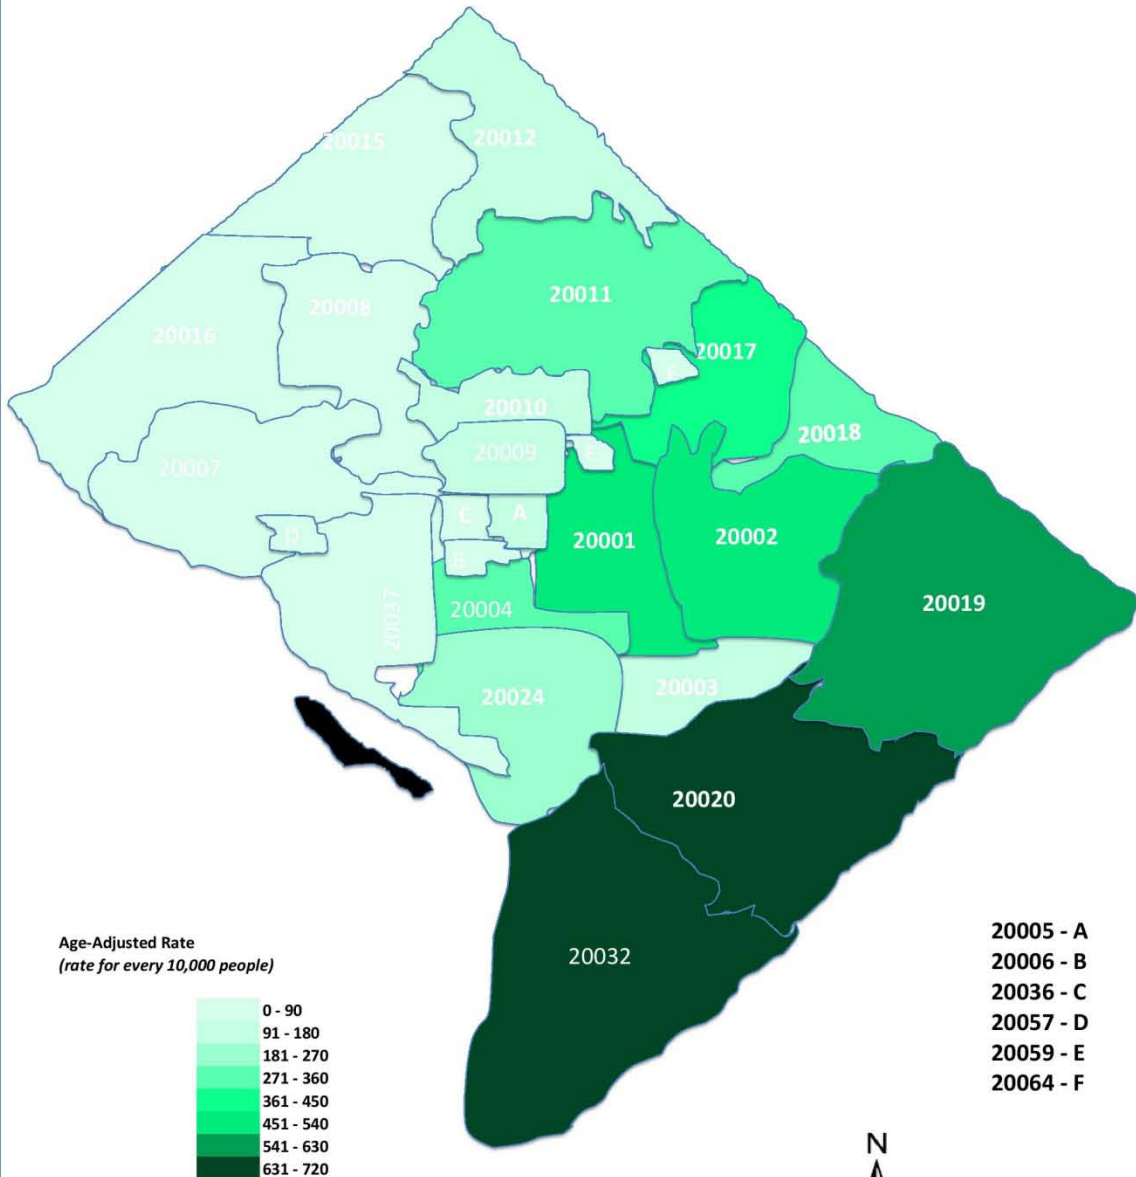 20015
20012
20011
20008
20016
20017
F
20010
20018
20009
E
20007
C
A
D
20001
20002
B
20037
20004
20019
20003
20024
20020
20032
Age-Adjusted Rate
(rate for every 10,000 people)
0 - 90
91 - 180
181 - 270
271 - 360
361 - 450
451 - 540
541 - 630
631 - 720
20005 - A
20006 - B
20036 - C
20057 - D
20059 - E
20064 - F
N